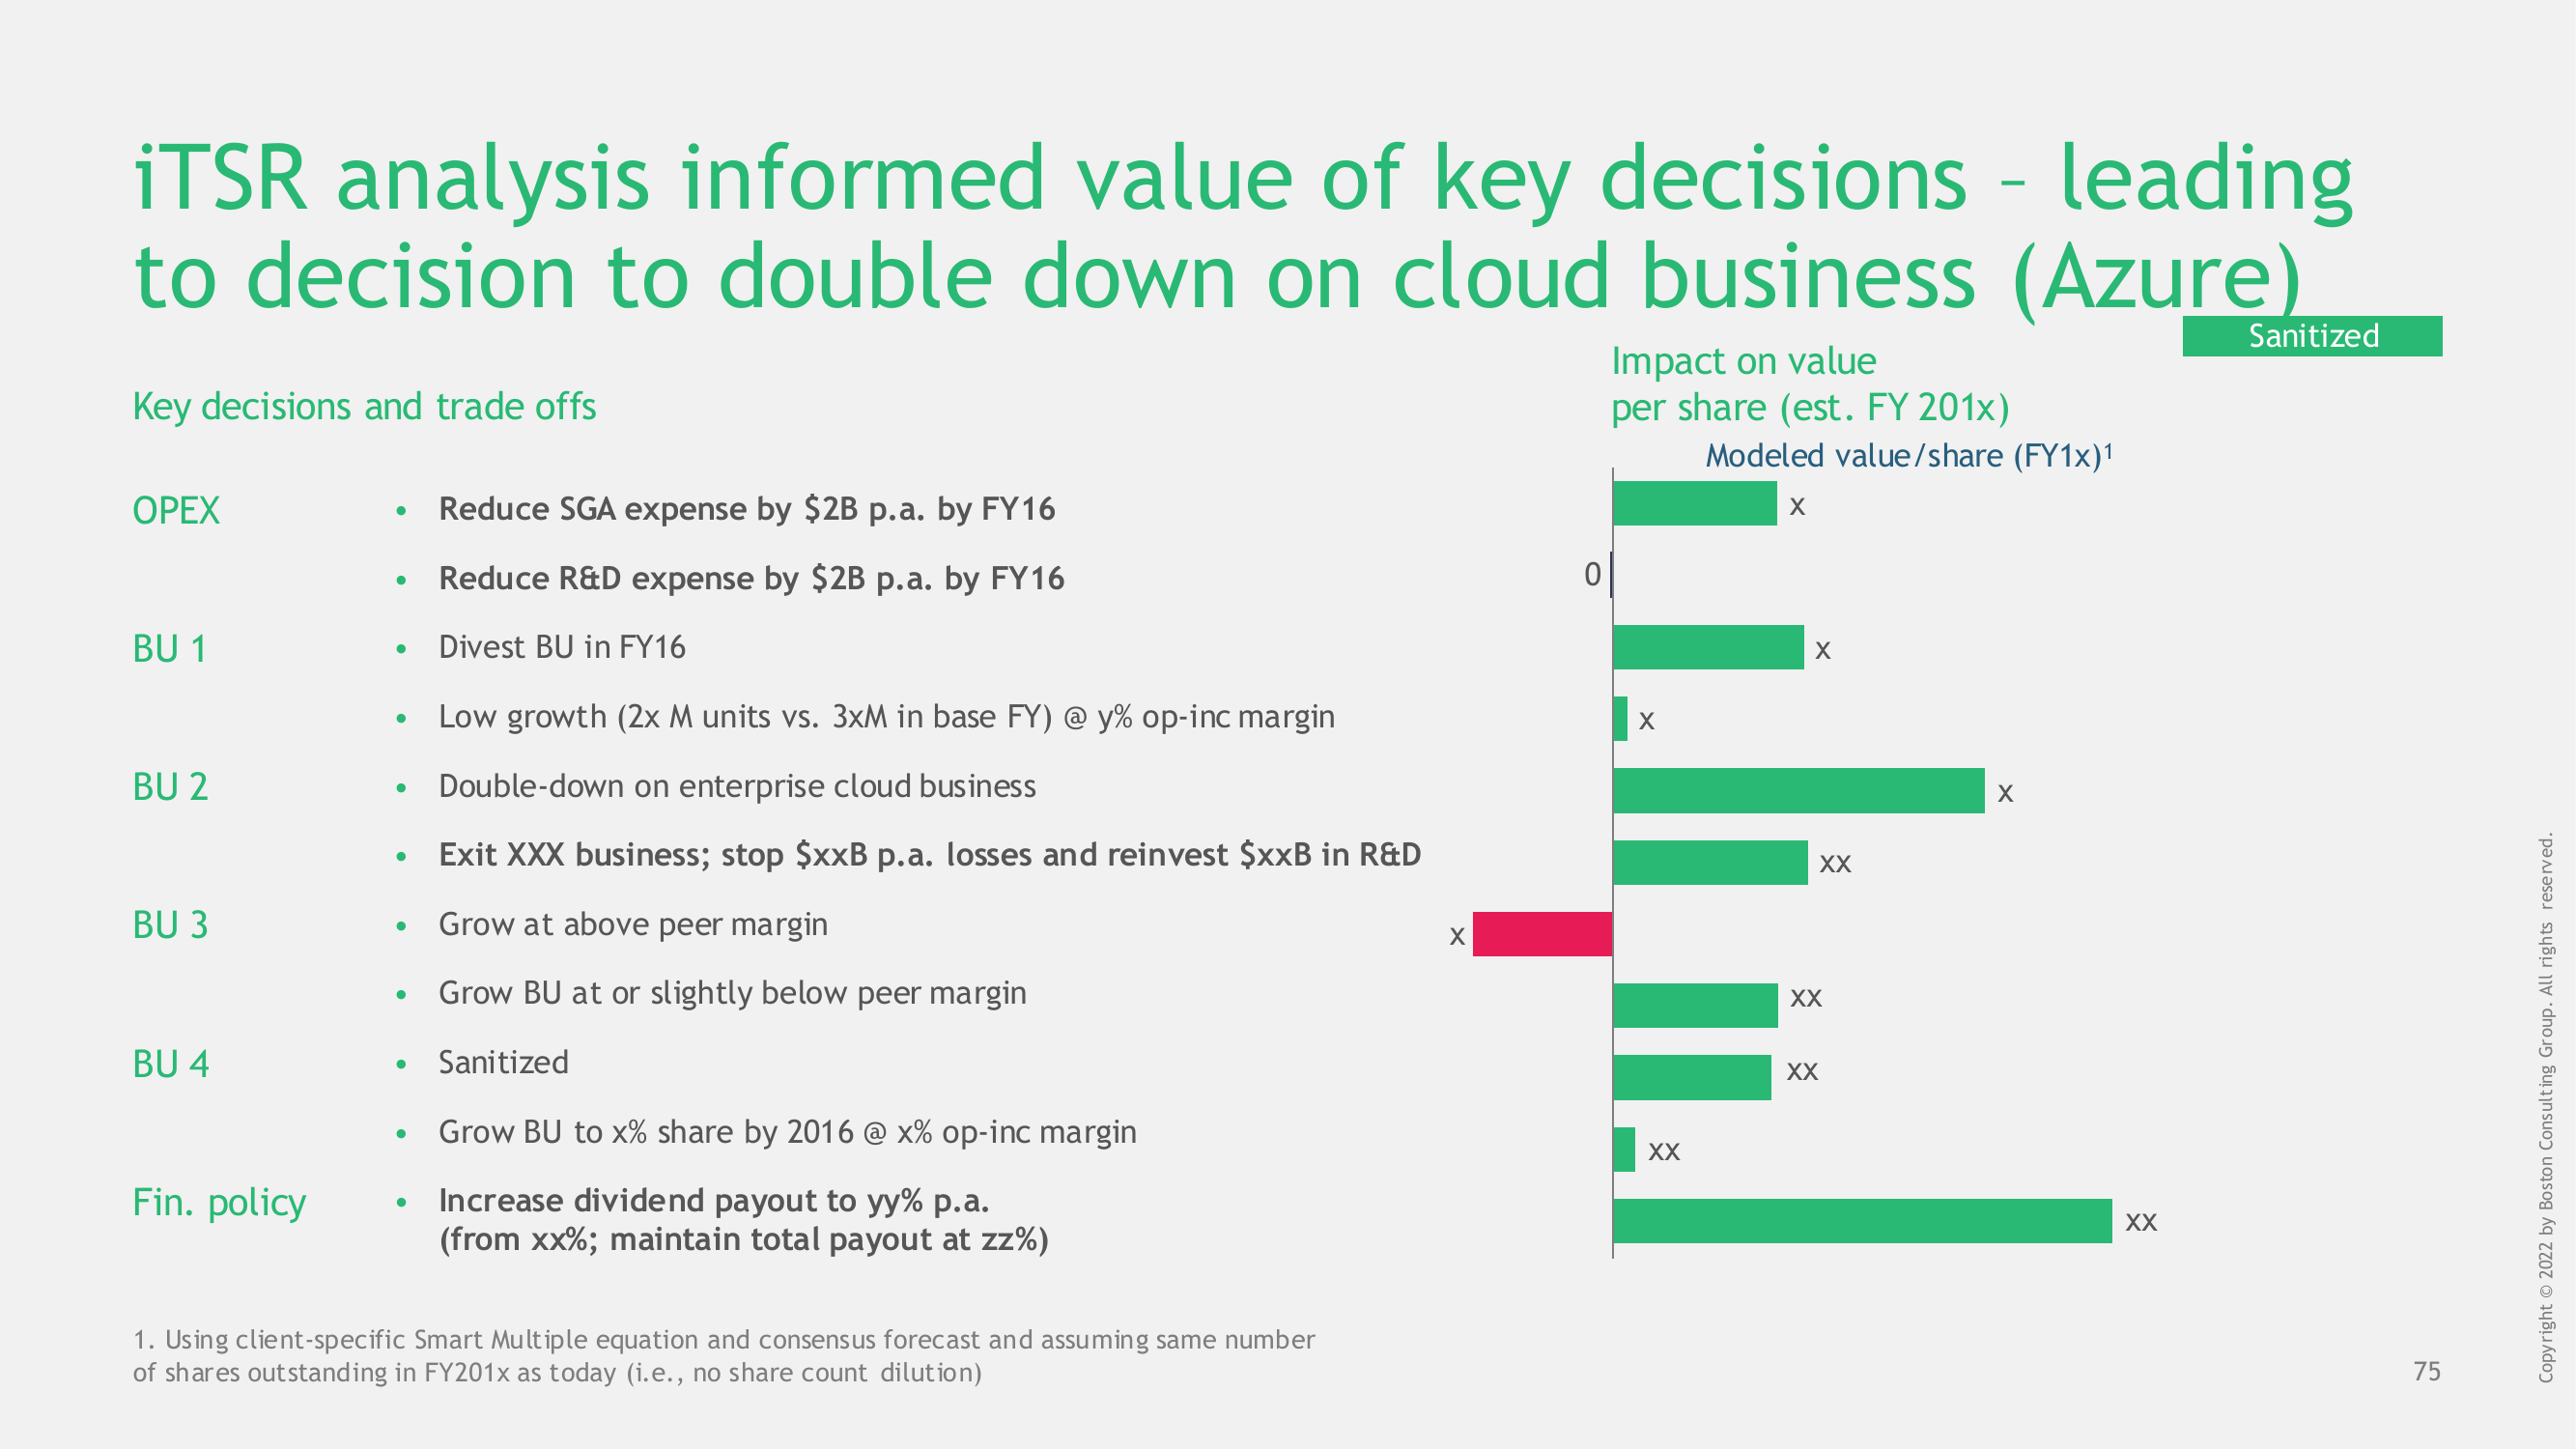 iTSR analysis informed value of key decisions – leading
to decision to double down on cloud business (Azure)
Sanitized
Key decisions and trade offs
Impact on value
per share (est. FY 201x)
Modeled value/share (FY1x)¹
OPEX
• Reduce SGA expense by $2B p.a. by FY16
x
• Reduce R&D expense by $2B p.a. by FY16
0
BU 1
• Divest BU in FY16
x
• Low growth (2x M units vs. 3xM in base FY) @ y% op-inc margin
x
BU 2
• Double-down on enterprise cloud business
x
• Exit XXX business; stop $xxB p.a. losses and reinvest $xxB in R&D
xx
BU 3
• Grow at above peer margin
x
• Grow BU at or slightly below peer margin
xx
BU 4
• Sanitized
xx
• Grow BU to x% share by 2016 @ x% op-inc margin
xx
Fin. policy
• Increase dividend payout to yy% p.a.
(from xx%; maintain total payout at zz%)
xx
1. Using client-specific Smart Multiple equation and consensus forecast and assuming same number
of shares outstanding in FY201x as today (i.e., no share count dilution)
75
Copyright © 2022 by Boston Consulting Group. All rights reserved.